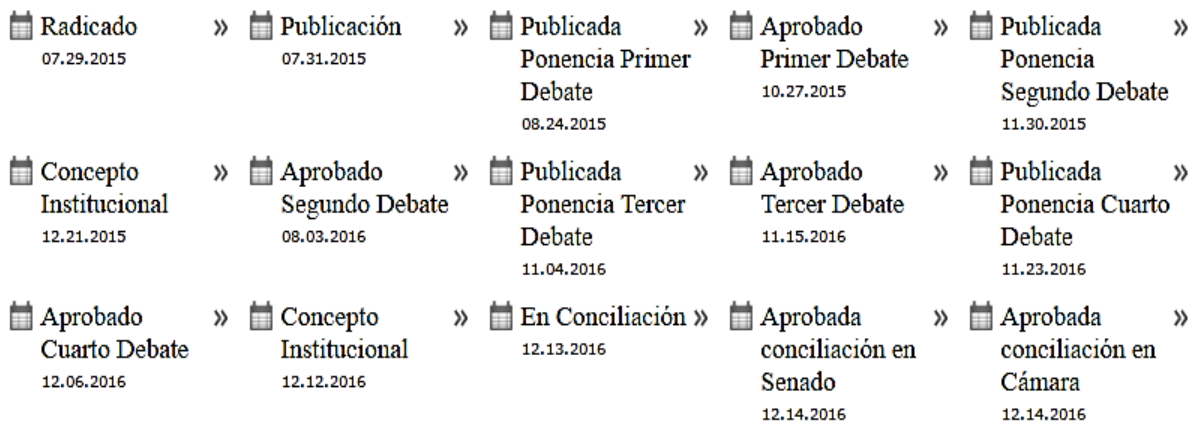 Radicado »
07.29.2015
Publicación »
07.31.2015
Publicada »
Ponencia Primer
Debate
08.24.2015
Aprobado »
Primer Debate
10.27.2015
Publicada »
Ponencia
Segundo Debate
11.30.2015
Concepto »
Institucional
12.21.2015
Aprobado »
Segundo Debate
08.03.2016
Publicada »
Ponencia Tercer
Debate
11.04.2016
Aprobado »
Tercer Debate
11.15.2016
Publicada »
Ponencia Cuarto
Debate
11.23.2016
Aprobado »
Cuarto Debate
12.06.2016
Concepto »
Institucional
12.12.2016
En Conciliación »
12.13.2016
Aprobada »
conciliación en
Senado
12.14.2016
Aprobada »
conciliación en
Cámara
12.14.2016